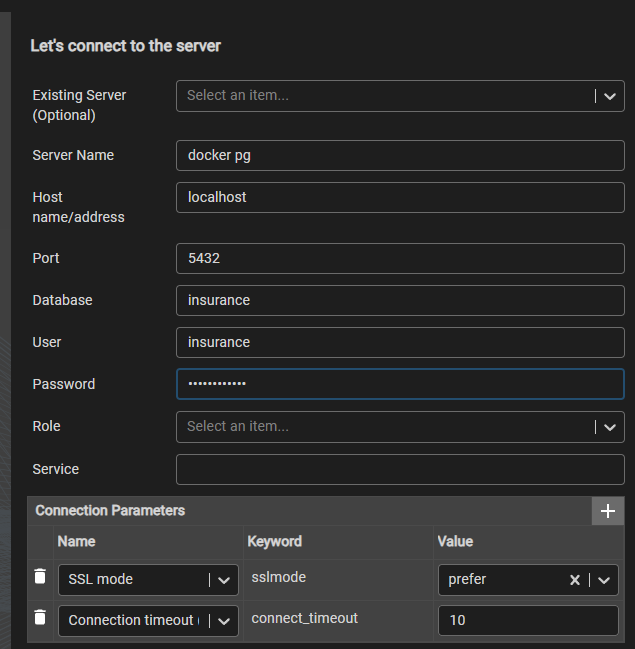 Let's connect to the server
Existing Server
(Optional)
Select an item...
Server Name
docker pg
Host
name/address
localhost
Port
5432
Database
insurance
User
insurance
Password
••••••••••••
Role
Select an item...
Service
Connection Parameters
Name Keyword Value
SSL mode sslmode prefer
Connection timeout ( connect_timeout 10